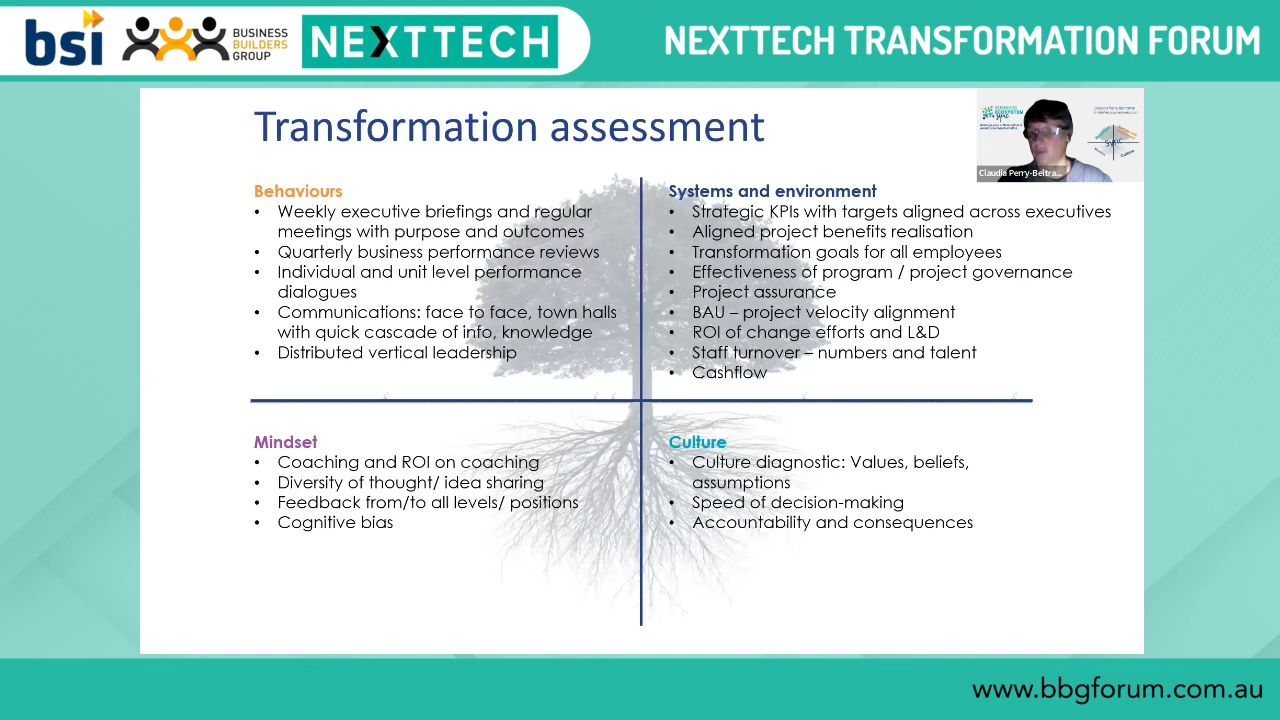 bsi
BUSINESS
BUILDERS
GROUP
NEXTTECH
NEXTTECH TRANSFORMATION FORUM
Transformation assessment
Claudia Perry-Beltra...
Behaviours
• Weekly executive briefings and regular
meetings with purpose and outcomes
• Quarterly business performance reviews
• Individual and unit level performance
dialogues
• Communications: face to face, town halls
with quick cascade of info, knowledge
• Distributed vertical leadership
Systems and environment
• Strategic KPIs with targets aligned across executives
• Aligned project benefits realisation
• Transformation goals for all employees
• Effectiveness of program / project governance
• Project assurance
• BAU – project velocity alignment
• ROI of change efforts and L&D
• Staff turnover – numbers and talent
• Cashflow
Mindset
• Coaching and ROI on coaching
• Diversity of thought/ idea sharing
• Feedback from/to all levels/ positions
• Cognitive bias
Culture
• Culture diagnostic: Values, beliefs,
assumptions
• Speed of decision-making
• Accountability and consequences
www.bbgforum.com.au